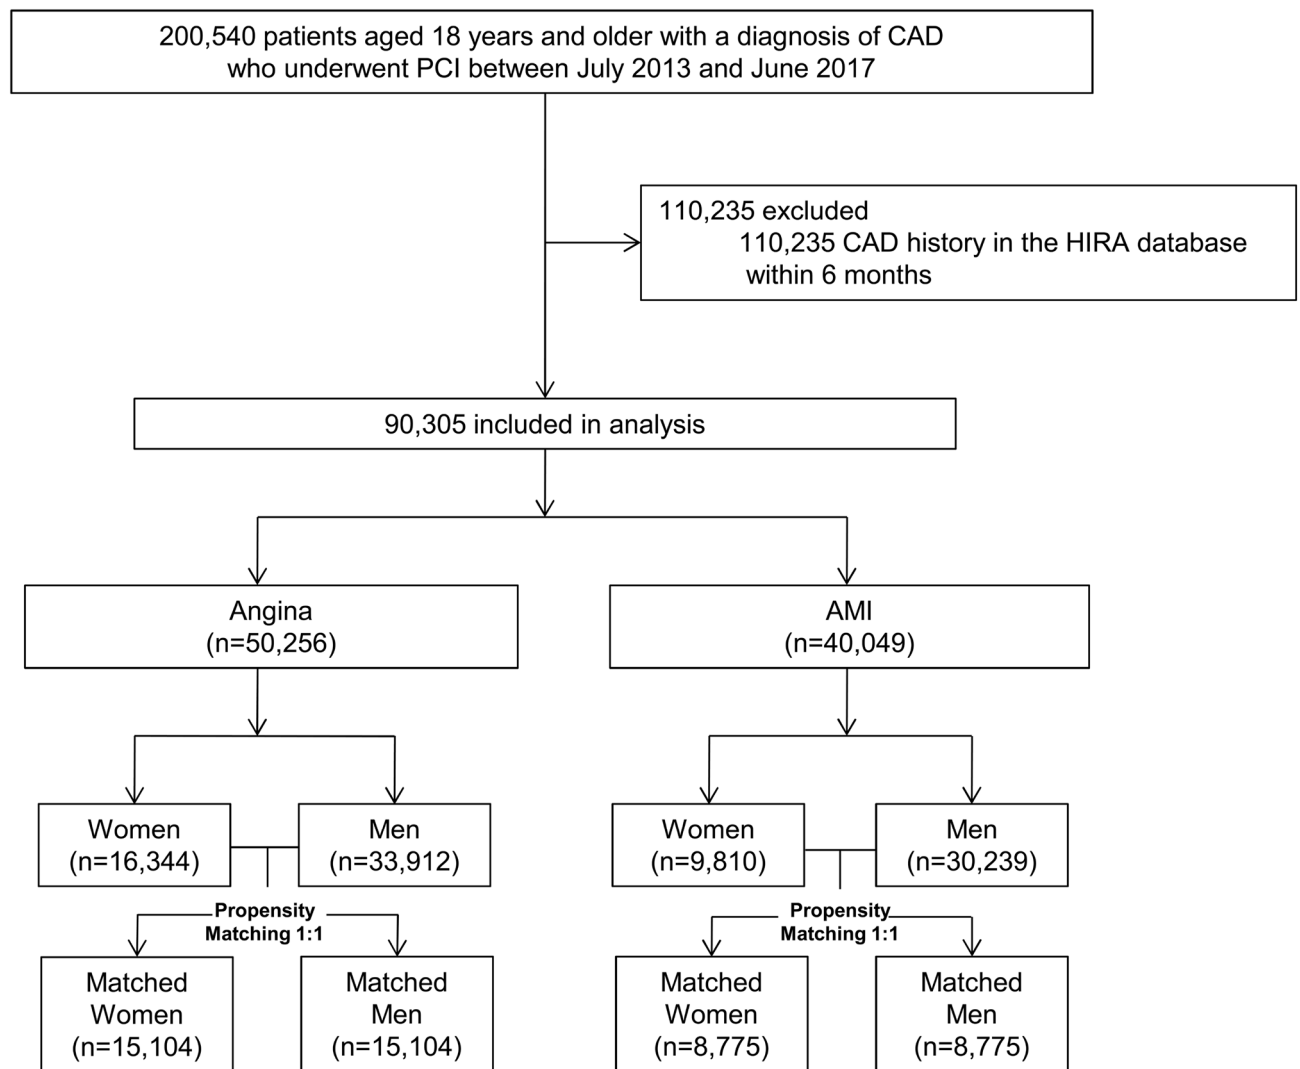 200,540 patients aged 18 years and older with a diagnosis of CAD
who underwent PCI between July 2013 and June 2017
110,235 excluded
110,235 CAD history in the HIRA database
within 6 months
90,305 included in analysis
Angina
(n=50,256)
AMI
(n=40,049)
Women
(n=16,344)
Men
(n=33,912)
Women
(n=9,810)
Men
(n=30,239)
Propensity
Matching 1:1
Propensity
Matching 1:1
Matched
Women
(n=15,104)
Matched
Men
(n=15,104)
Matched
Women
(n=8,775)
Matched
Men
(n=8,775)